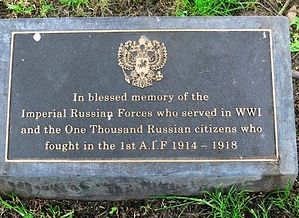 In blessed memory of the
Imperial Russian Forces who served in WWI
and the One Thousand Russian citizens who
fought in the 1st A.I.F 1914 – 1918